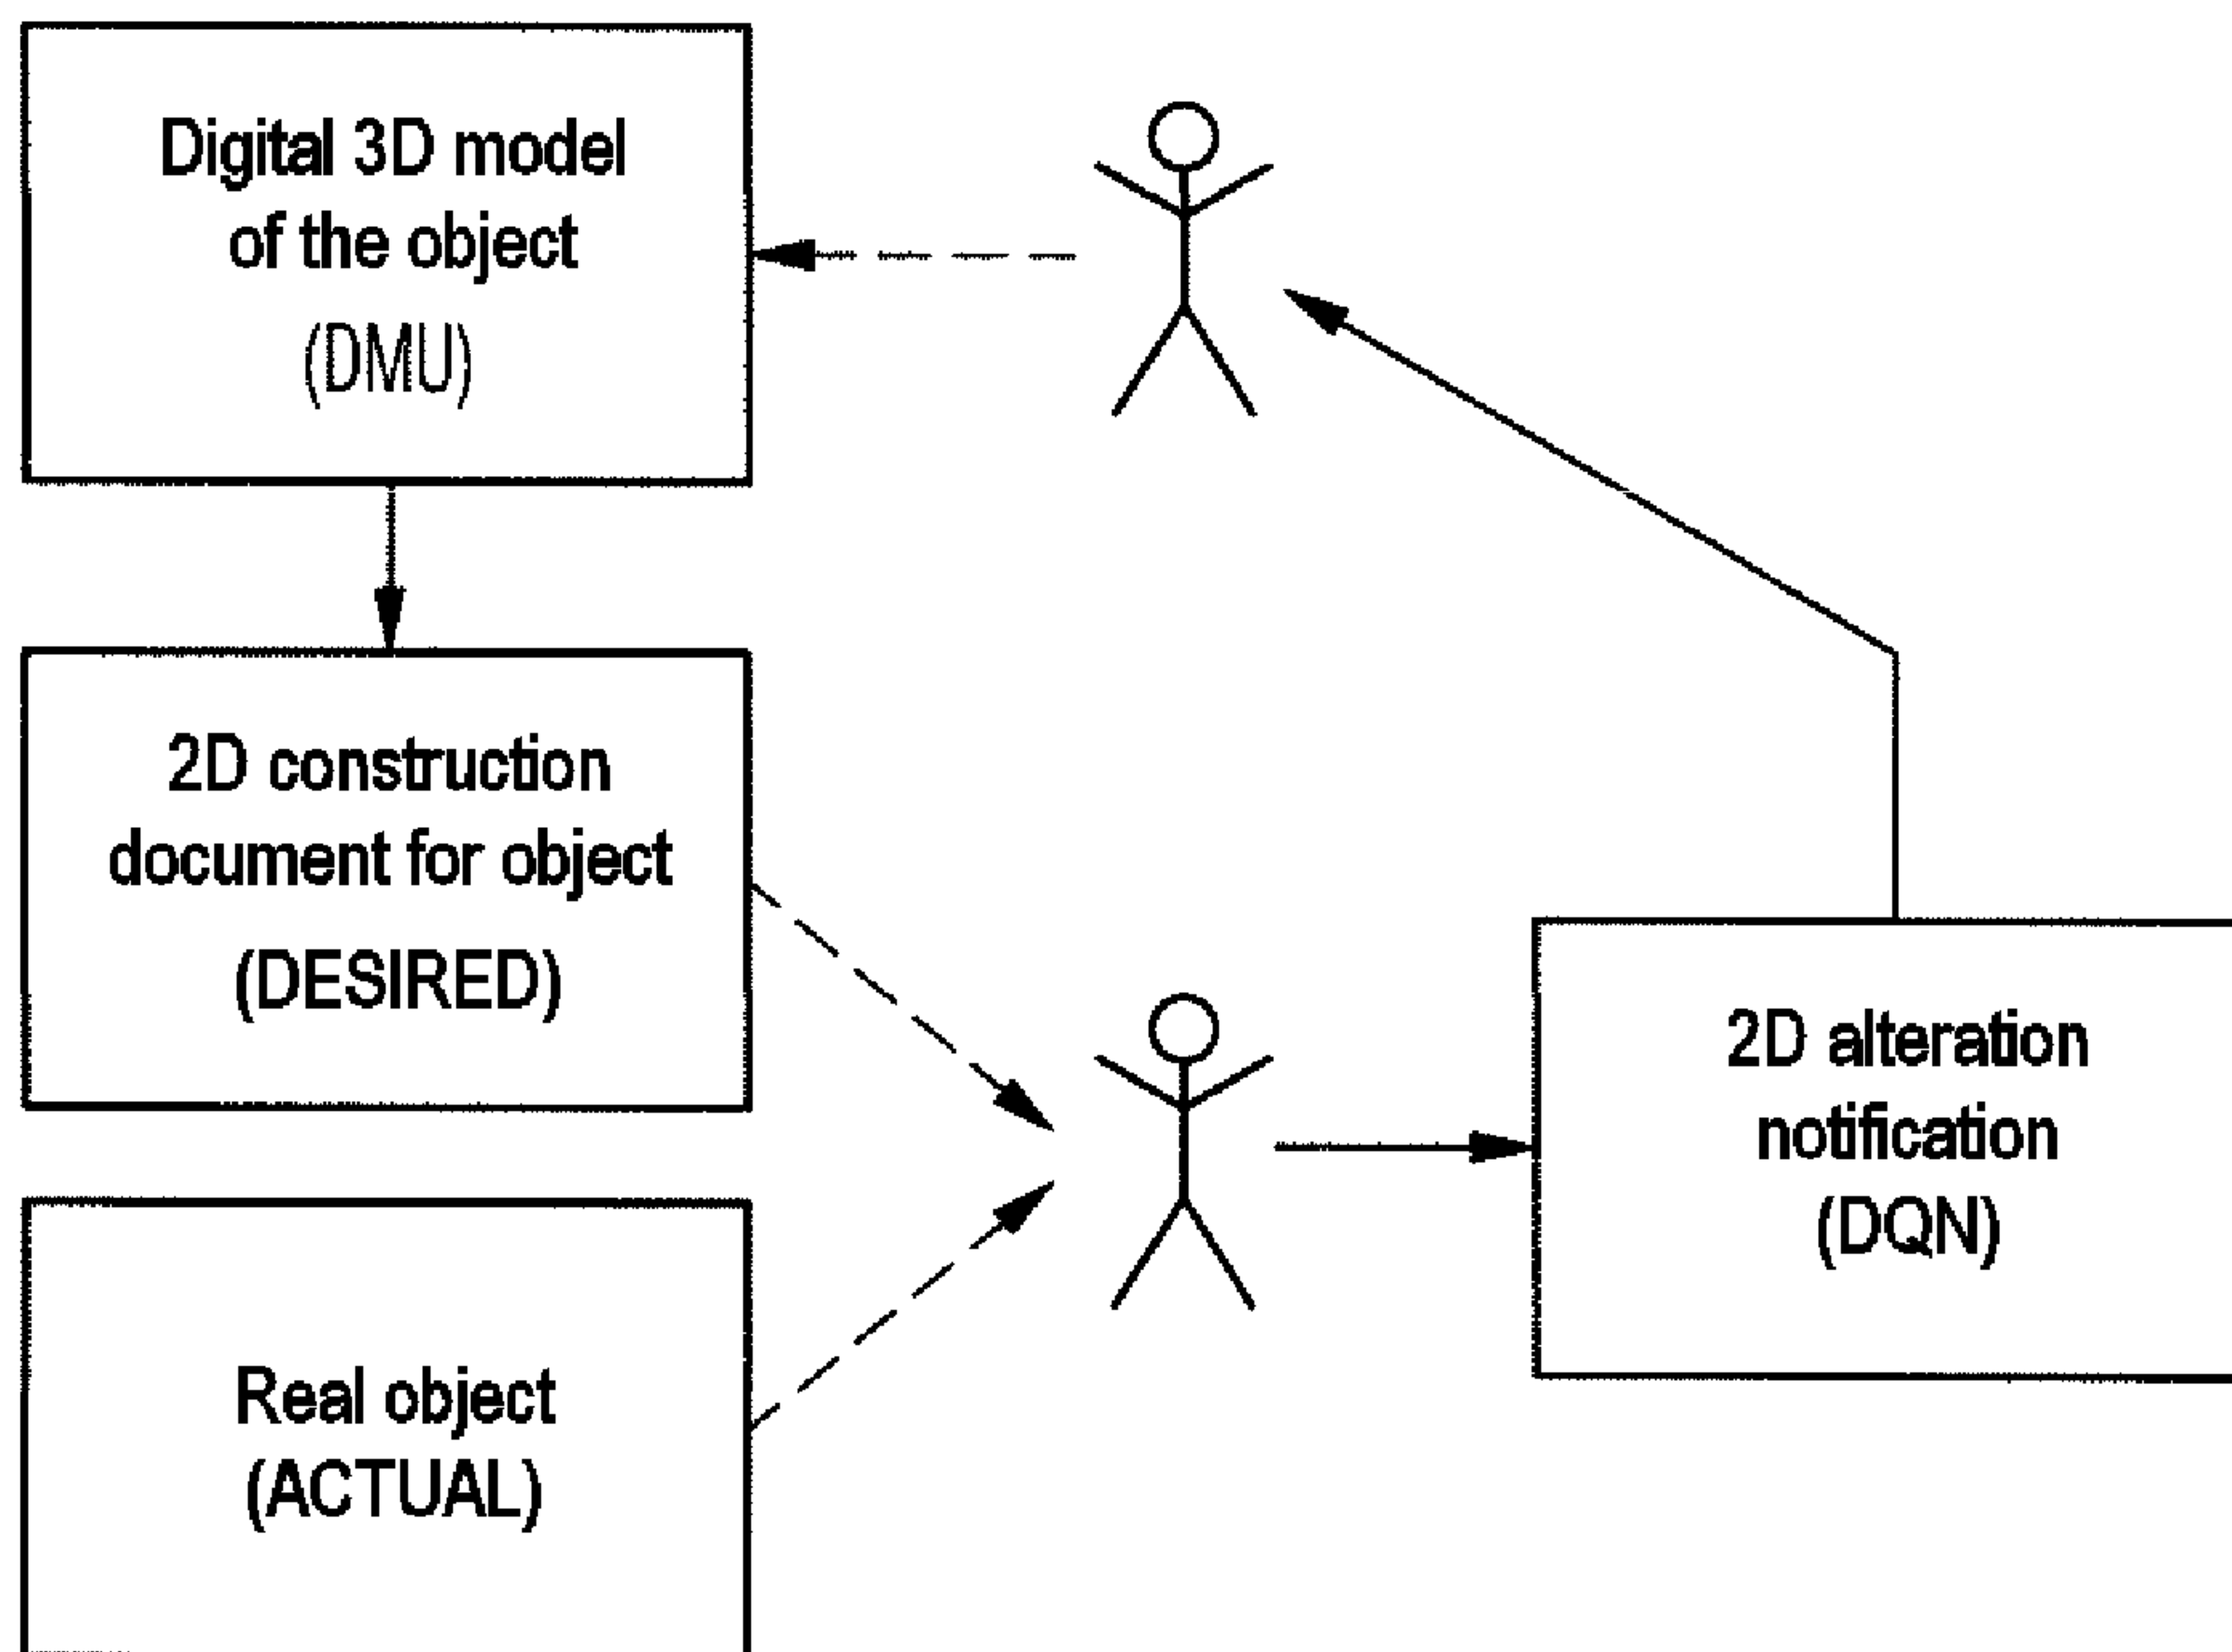 Digital 3D model
of the object
(DMU)
2D construction
document for object
(DESIRED)
2D alteration
notification
(DQN)
Real object
(ACTUAL)